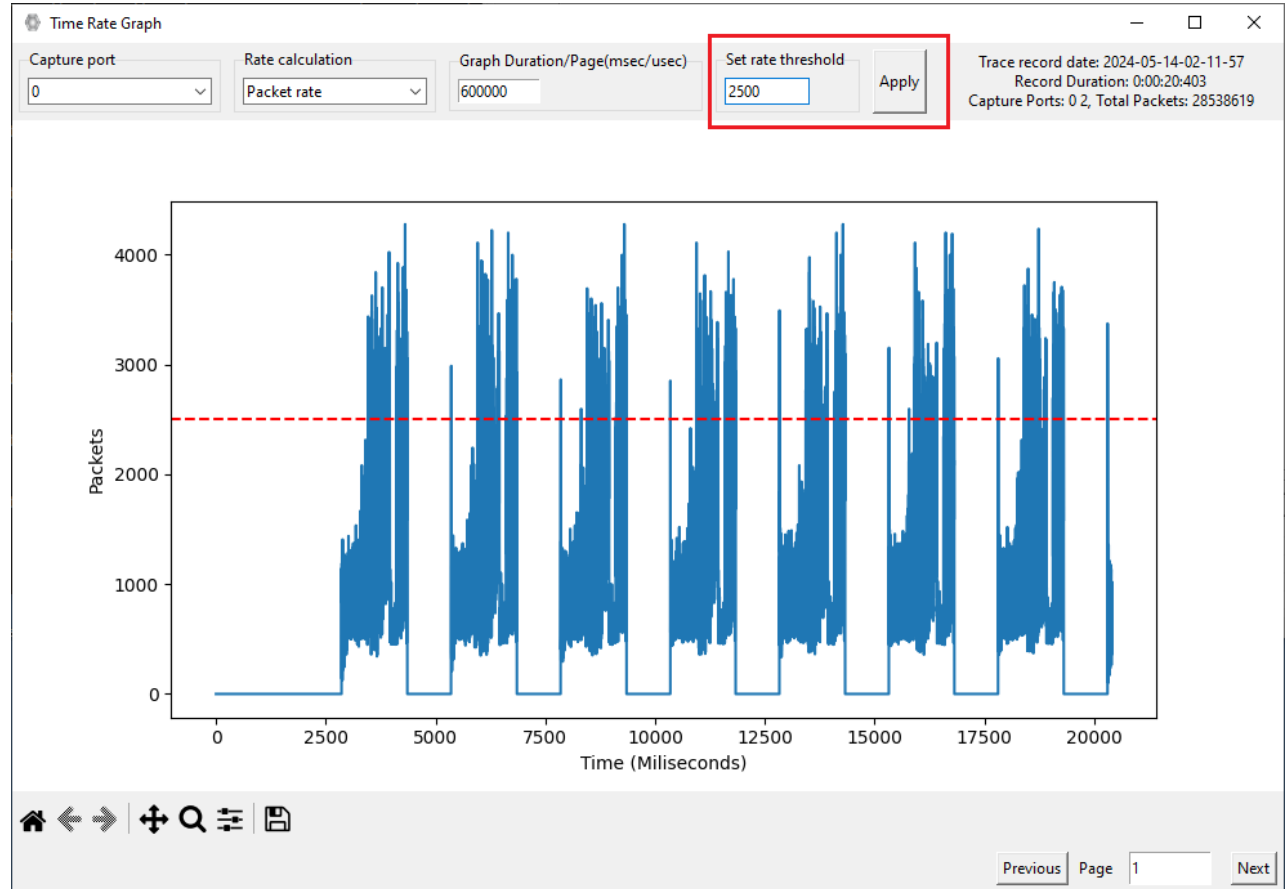 Time Rate Graph
Capture port
0
Rate calculation
Packet rate
Graph Duration/Page(msec/usec)
600000
Set rate threshold
2500
Apply
Trace record date: 2024-05-14-02-11-57
Record Duration: 0:00:20:403
Capture Ports: 0 2, Total Packets: 28538619
4000
3000
2000
1000
0
Packets
0 2500 5000 7500 10000 12500 15000 17500 20000
Time (Miliseconds)
Previous Page 1 Next